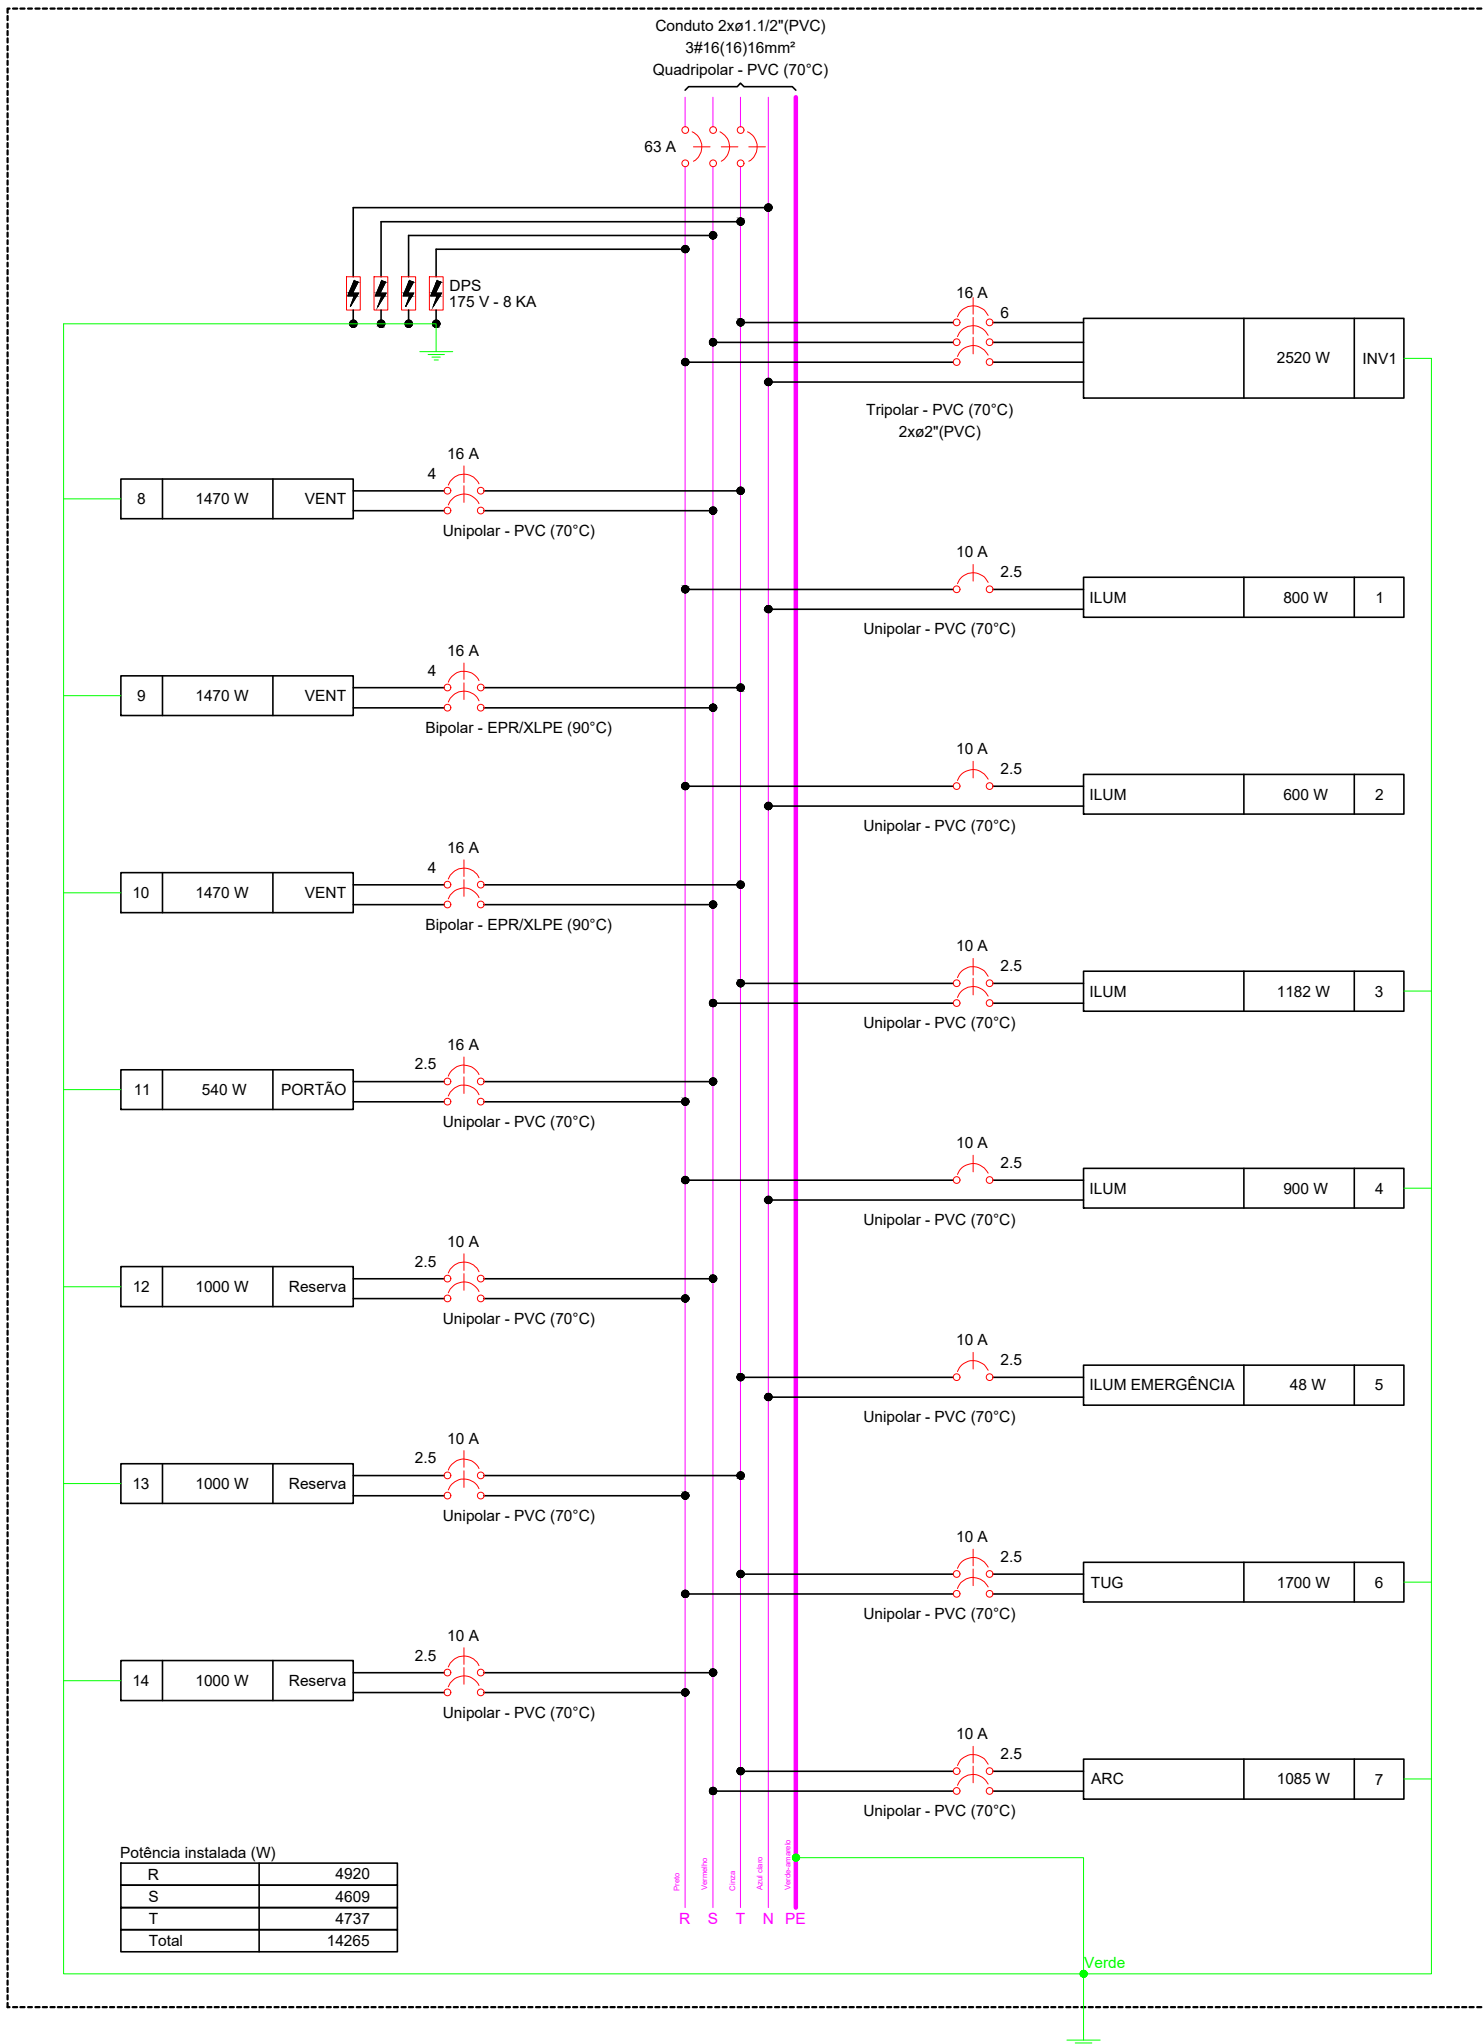 Conduto 2xø1.1/2"(PVC)
3#16(16)16mm²
Quadripolar - PVC (70°C)
63 A
DPS
175 V - 8 KA
16 A
6
2520 W
INV1
Tripolar - PVC (70°C)
2xø2"(PVC)
16 A
4
8
1470 W
VENT
Unipolar - PVC (70°C)
10 A
2.5
ILUM
800 W
1
Unipolar - PVC (70°C)
16 A
4
9
1470 W
VENT
Bipolar - EPR/XLPE (90°C)
10 A
2.5
ILUM
600 W
2
Unipolar - PVC (70°C)
16 A
4
10
1470 W
VENT
Bipolar - EPR/XLPE (90°C)
10 A
2.5
ILUM
1182 W
3
Unipolar - PVC (70°C)
16 A
2.5
11
540 W
PORTÃO
Unipolar - PVC (70°C)
10 A
2.5
ILUM
900 W
4
Unipolar - PVC (70°C)
10 A
2.5
12
1000 W
Reserva
Unipolar - PVC (70°C)
10 A
2.5
ILUM EMERGÊNCIA
48 W
5
Unipolar - PVC (70°C)
10 A
2.5
13
1000 W
Reserva
Unipolar - PVC (70°C)
10 A
2.5
TUG
1700 W
6
Unipolar - PVC (70°C)
10 A
2.5
14
1000 W
Reserva
Unipolar - PVC (70°C)
10 A
2.5
ARC
1085 W
7
Unipolar - PVC (70°C)
Potência instalada (W)
R 4920
S 4609
T 4737
Total 14265
Preto
Vermelho
Cinza
Azul claro
Verde-amarelo
R S T N PE
Verde